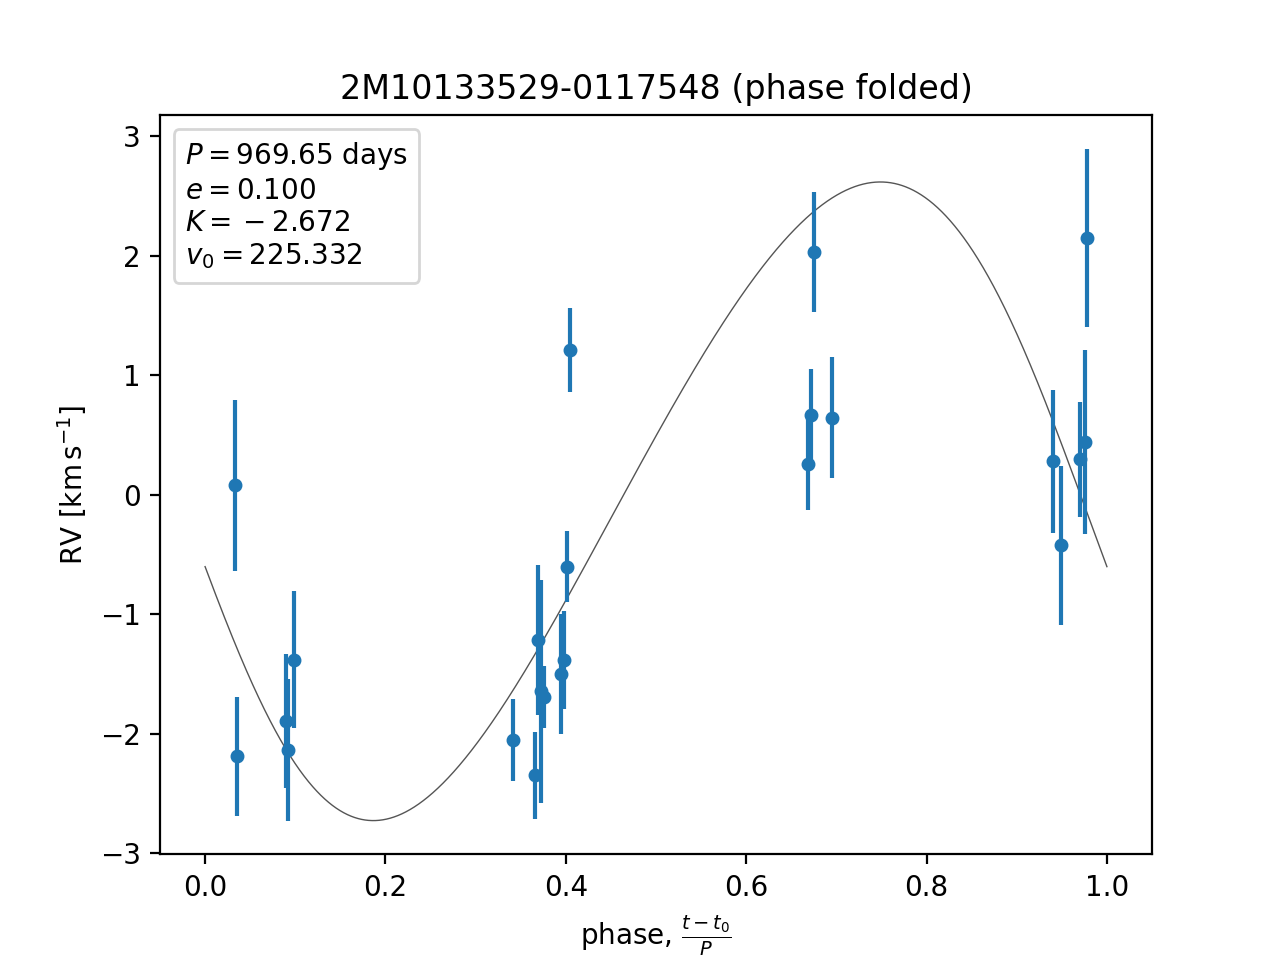 2M10133529-0117548 (phase folded)
P = 969.65 days
e = 0.100
K = −2.672
v₀ = 225.332
RV [km s⁻¹]
3
2
1
0
−1
−2
−3
0.0 0.2 0.4 0.6 0.8 1.0
phase, (t − t₀)/P